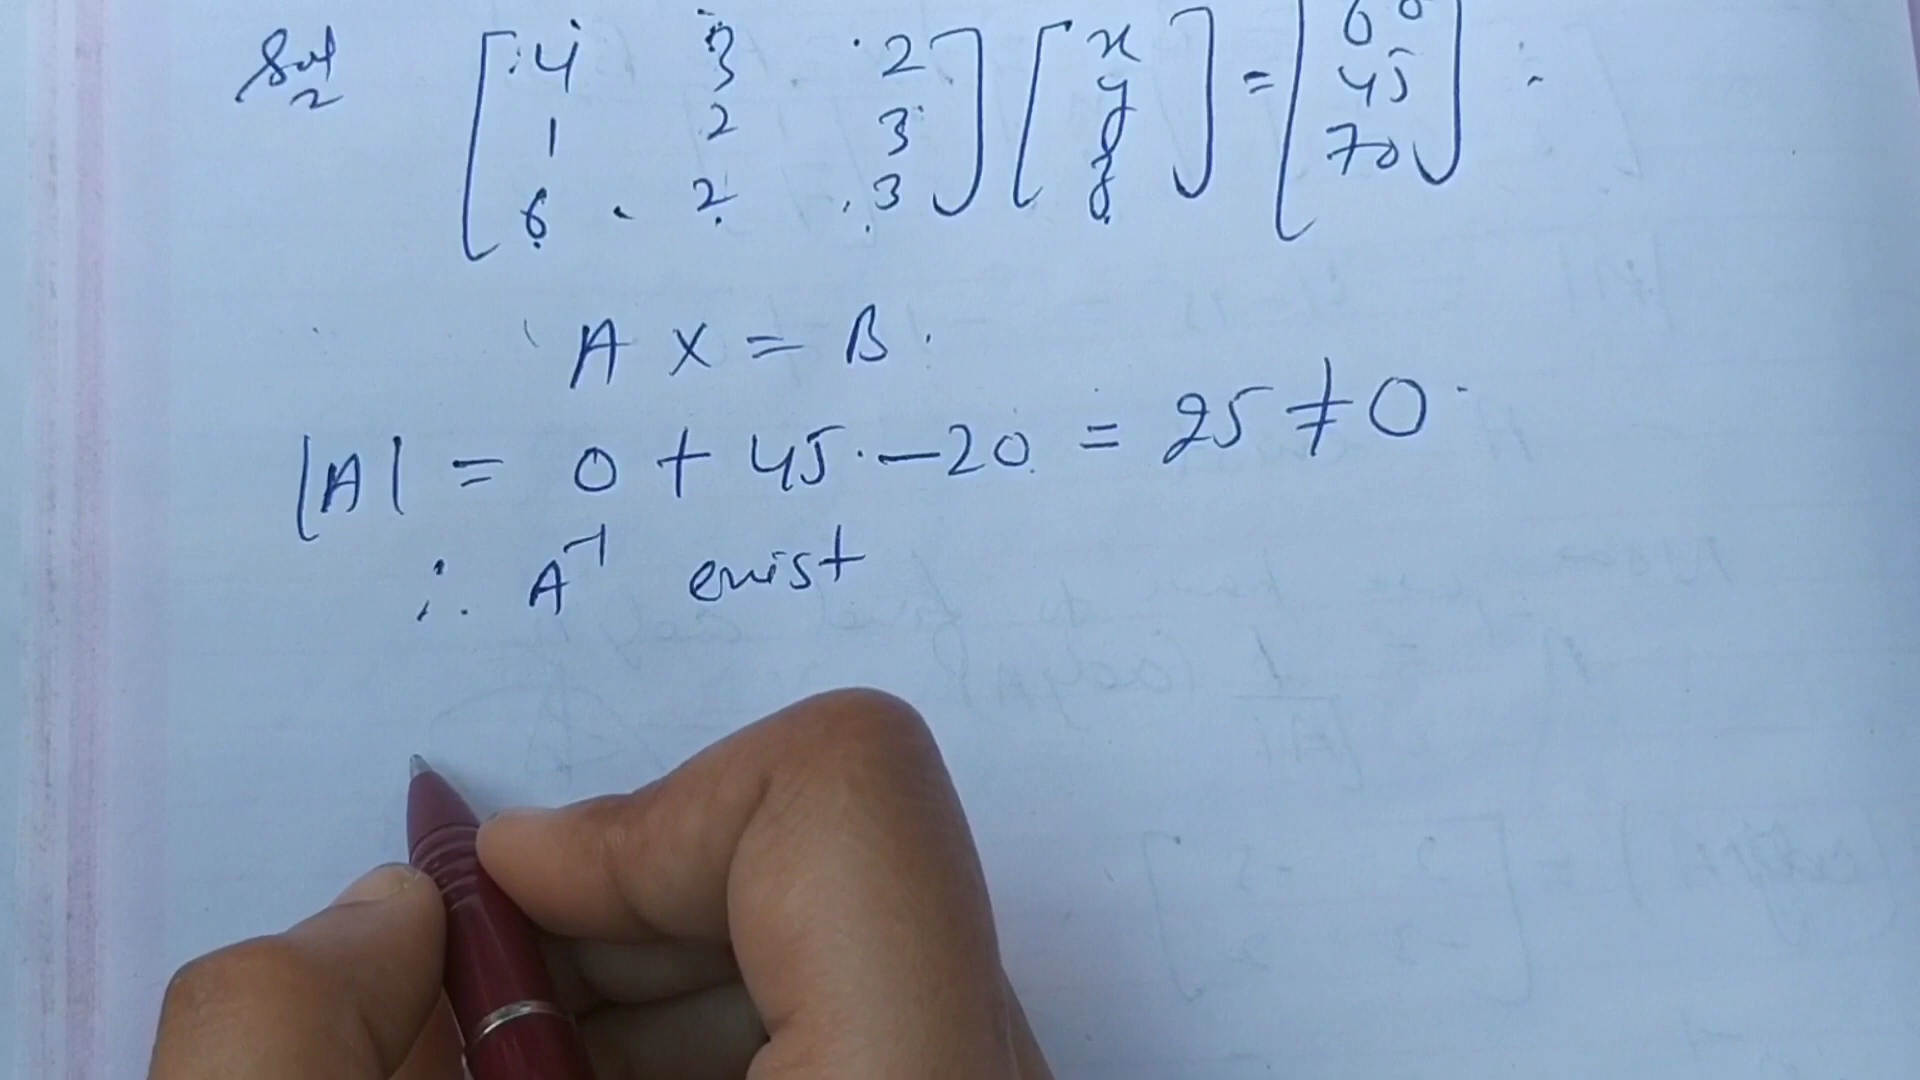 Sol
[4 3 2] [x] = [60]
[1 2 3] [y] [45]
[6 2 3] [z] [70]
A X = B.
|A| = 0 + 45 - 20 = 25 ≠ 0
∴ A⁻¹ exist